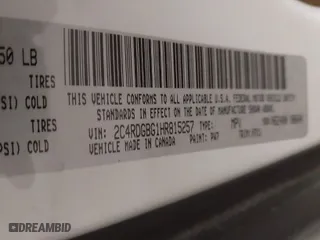 50 LB
TIRES
PSI) COLD
TIRES
PSI) COLD
THIS VEHICLE CONFORMS TO ALL APPLICABLE U.S.A. FEDERAL MOTOR VEHICLE SAFETY
STANDARDS IN EFFECT ON THE DATE OF MANUFACTURE SHOWN ABOVE.
VIN: 2C4RDGBG1HR815257 TYPE: MPV
VEHICLE MADE IN CANADA PAINT: PW7 TRIM:
DREAMBID